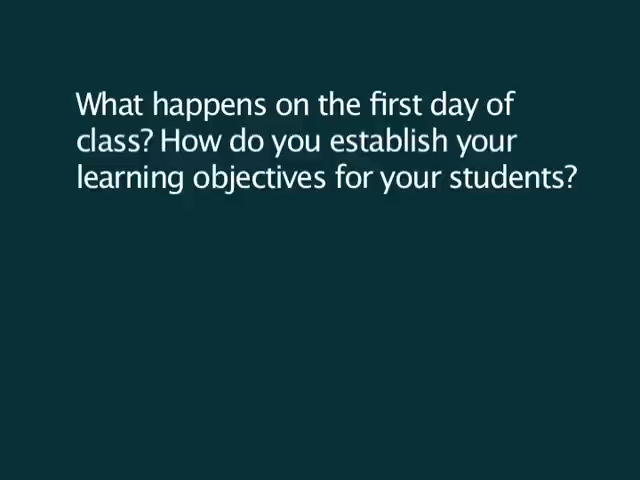 What happens on the first day of
class? How do you establish your
learning objectives for your students?